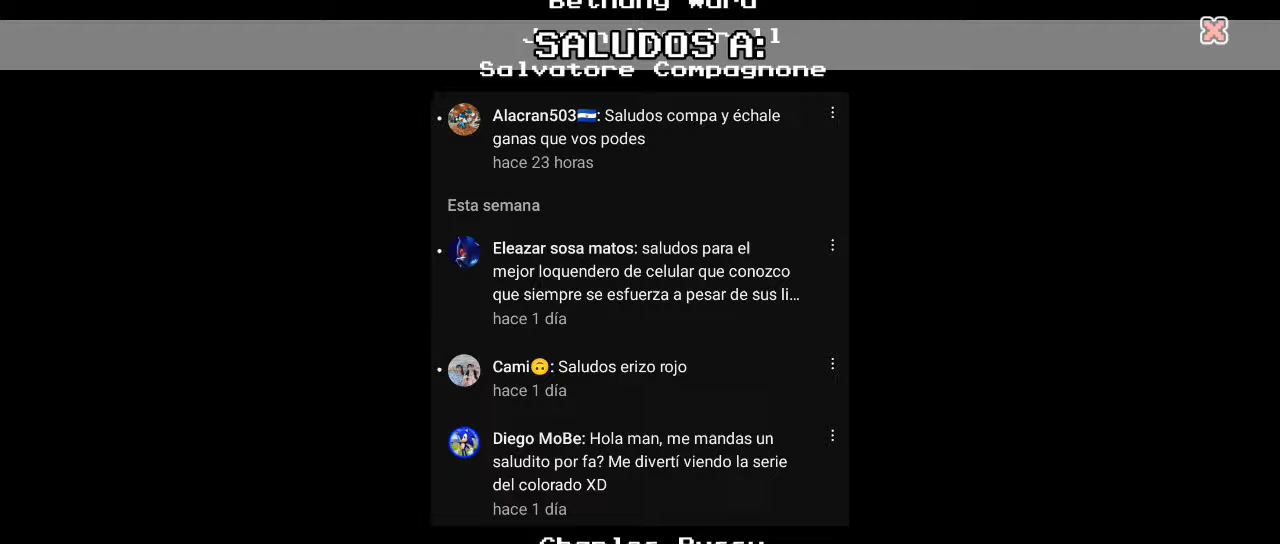 Bethany Ward
SALUDOS A:
Salvatore Compagnone
Alacran503🇸🇻: Saludos compa y échale
ganas que vos podes
hace 23 horas
Esta semana
Eleazar sosa matos: saludos para el
mejor loquendero de celular que conozco
que siempre se esfuerza a pesar de sus li...
hace 1 día
Cami🙃: Saludos erizo rojo
hace 1 día
Diego MoBe: Hola man, me mandas un
saludito por fa? Me divertí viendo la serie
del colorado XD
hace 1 día
Charles